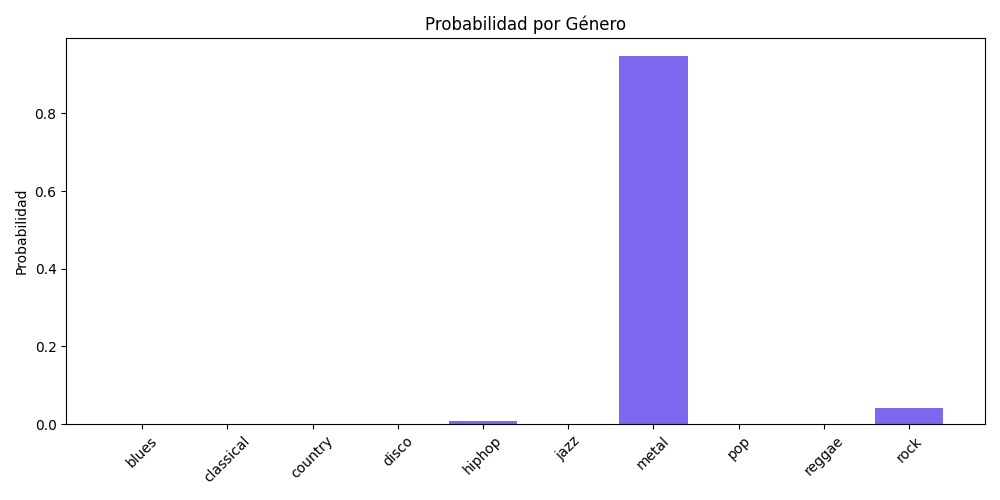 Probabilidad por Género
Probabilidad
0.8
0.6
0.4
0.2
0.0
blues
classical
country
disco
hiphop
jazz
metal
pop
reggae
rock